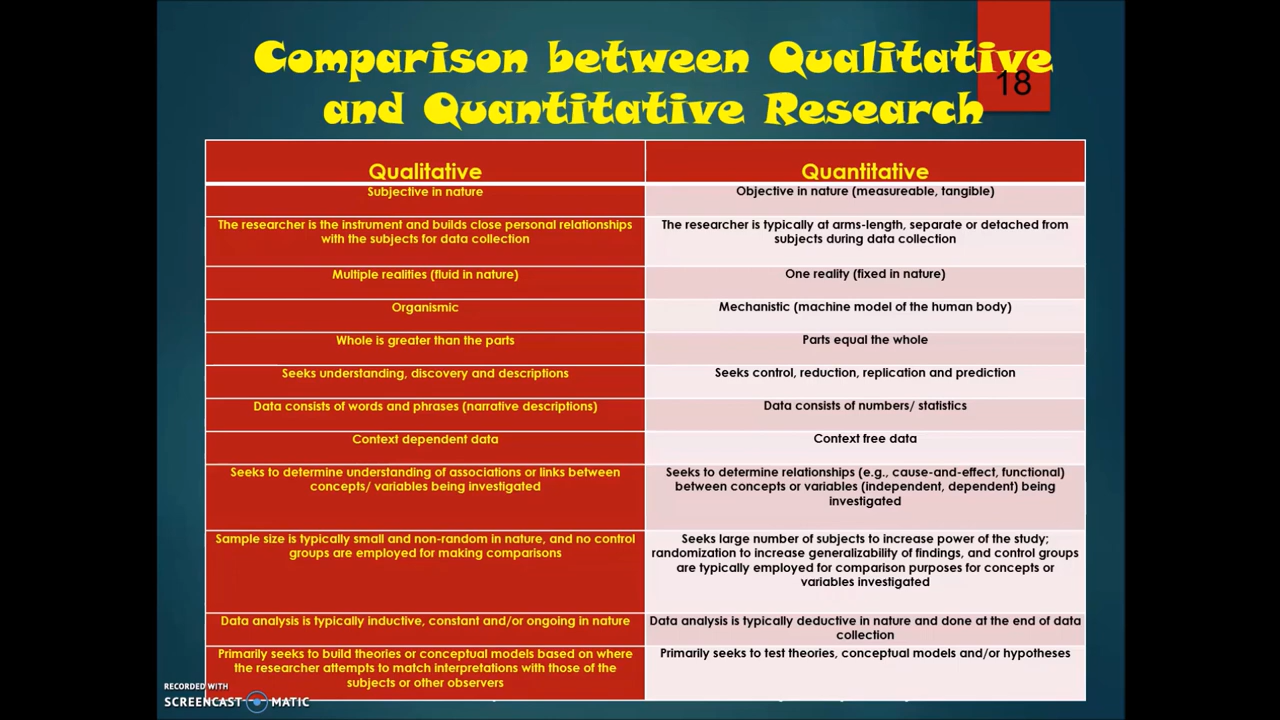 Comparison between Qualitative
18
and Quantitative Research
Qualitative
Quantitative
Subjective in nature
Objective in nature (measureable, tangible)
The researcher is the instrument and builds close personal relationships
with the subjects for data collection
The researcher is typically at arms-length, separate or detached from
subjects during data collection
Multiple realities (fluid in nature)
One reality (fixed in nature)
Organismic
Mechanistic (machine model of the human body)
Whole is greater than the parts
Parts equal the whole
Seeks understanding, discovery and descriptions
Seeks control, reduction, replication and prediction
Data consists of words and phrases (narrative descriptions)
Data consists of numbers/ statistics
Context dependent data
Context free data
Seeks to determine understanding of associations or links between
concepts/ variables being investigated
Seeks to determine relationships (e.g., cause-and-effect, functional)
between concepts or variables (independent, dependent) being
investigated
Sample size is typically small and non-random in nature, and no control
groups are employed for making comparisons
Seeks large number of subjects to increase power of the study;
randomization to increase generalizability of findings, and control groups
are typically employed for comparison purposes for concepts or
variables investigated
Data analysis is typically inductive, constant and/or ongoing in nature
Data analysis is typically deductive in nature and done at the end of data
collection
Primarily seeks to build theories or conceptual models based on where
the researcher attempts to match interpretations with those of the
subjects or other observers
Primarily seeks to test theories, conceptual models and/or hypotheses
RECORDED WITH
SCREENCAST MATIC